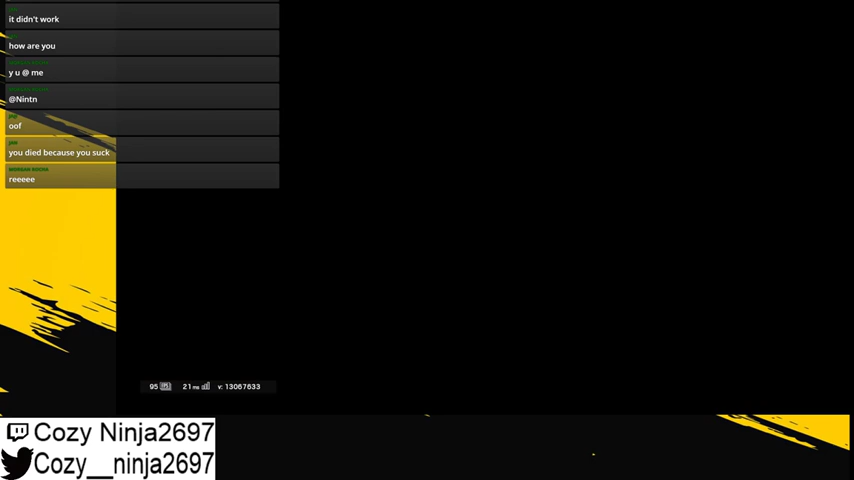 it didn't work
how are you
y u @ me
@Nintn
oof
JAW
you died because you suck
reeeee
95 21 ms v: 13067633
Cozy Ninja2697
Cozy__ninja2697